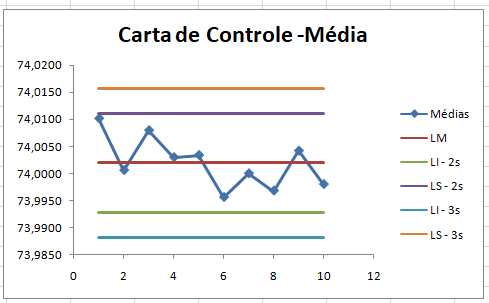 Carta de Controle -Média
74,0200
74,0150
74,0100
74,0050
74,0000
73,9950
73,9900
73,9850
0 2 4 6 8 10 12
Médias
LM
LI - 2s
LS - 2s
LI - 3s
LS - 3s